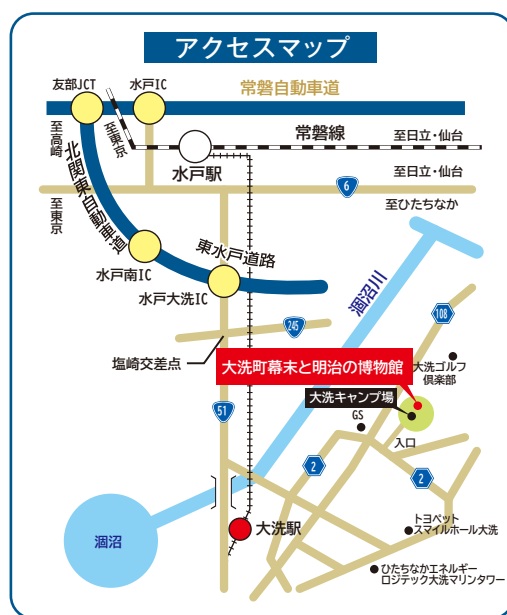 アクセスマップ
友部JCT
水戸IC
常磐自動車道
至高崎
至東京
常磐線
至日立・仙台
水戸駅
至日立・仙台
6
至東京
北関東自動車道
至ひたちなか
東水戸道路
水戸南IC
水戸大洗IC
涸沼川
108
245
塩崎交差点
大洗町幕末と明治の博物館
大洗ゴルフ
倶楽部
大洗キャンプ場
51
GS
入口
2
2
トヨペット
スマイルホール大洗
大洗駅
涸沼
ひたちなかエネルギー
ロジテック大洗マリンタワー